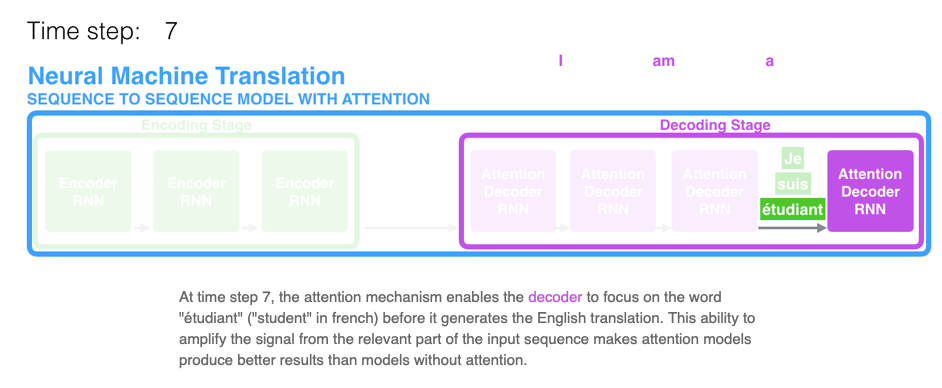 Time step: 7
I am a
Neural Machine Translation
SEQUENCE TO SEQUENCE MODEL WITH ATTENTION
Encoding Stage
Decoding Stage
Encoder
RNN
Encoder
RNN
Encoder
RNN
Attention
Decoder
RNN
Attention
Decoder
RNN
Attention
Decoder
RNN
Je
suis
étudiant
Attention
Decoder
RNN
At time step 7, the attention mechanism enables the decoder to focus on the word
"étudiant" ("student" in french) before it generates the English translation. This ability to
amplify the signal from the relevant part of the input sequence makes attention models
produce better results than models without attention.